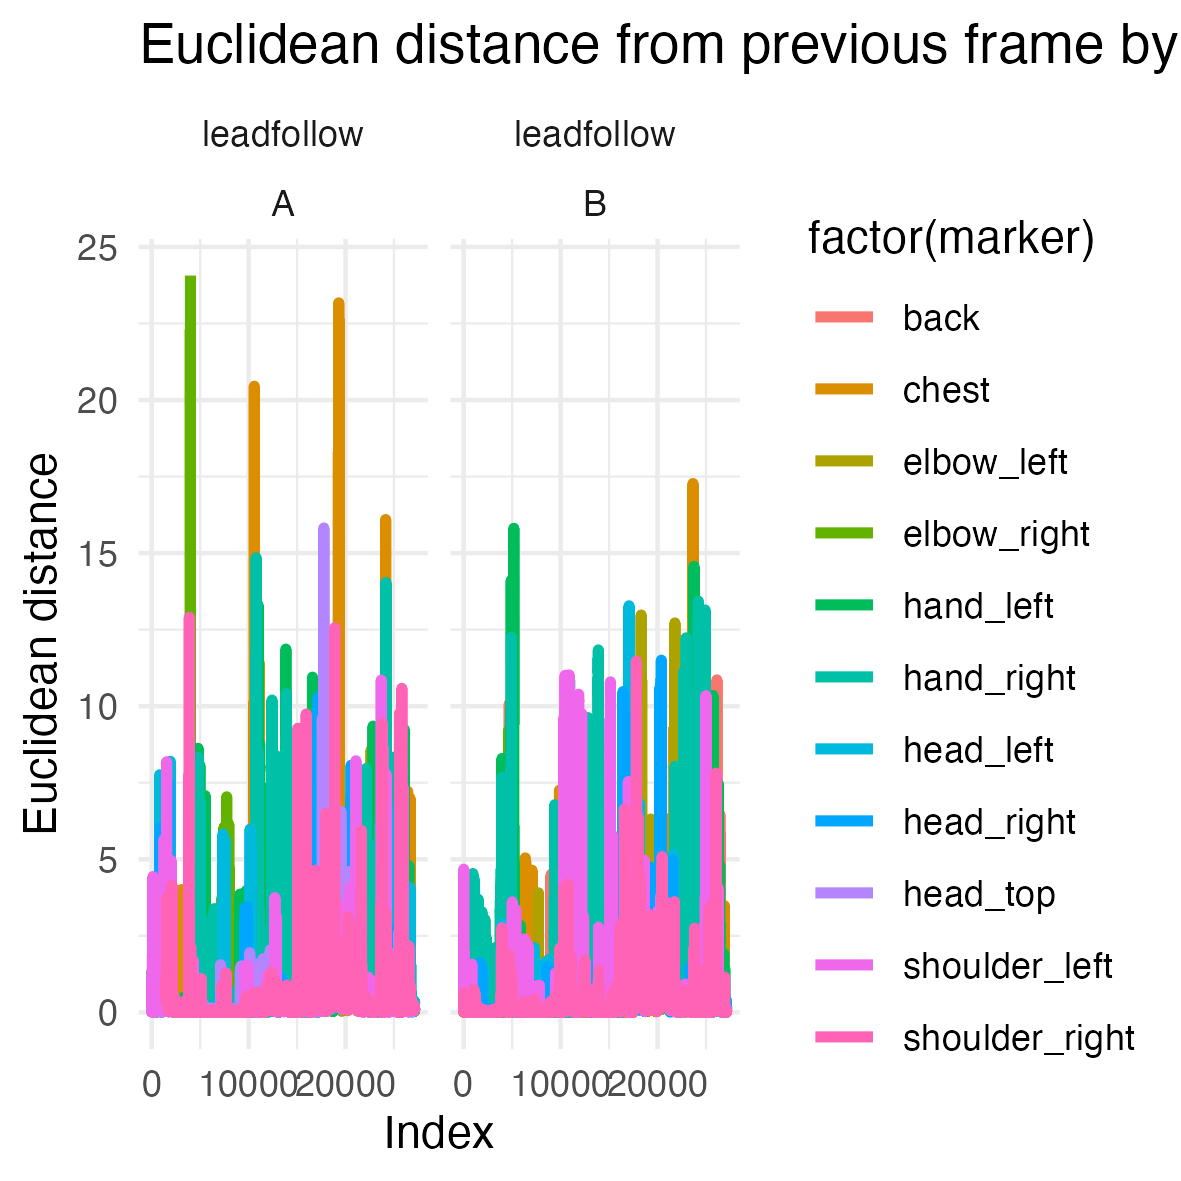 Euclidean distance from previous frame by
leadfollow leadfollow
A B
25
20
15
10
5
0
Euclidean distance
0 10000 20000 0 10000 20000
Index
factor(marker)
back
chest
elbow_left
elbow_right
hand_left
hand_right
head_left
head_right
head_top
shoulder_left
shoulder_right